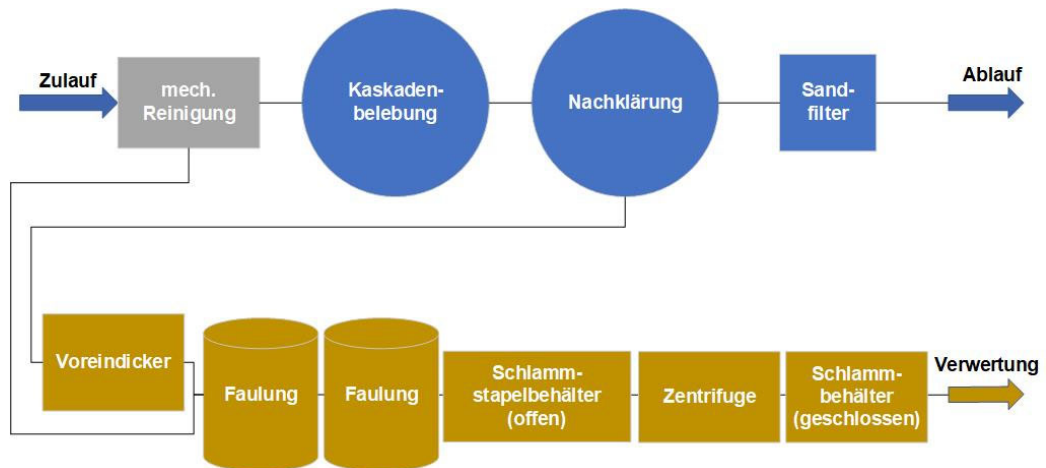 Zulauf
mech.
Reinigung
Kaskaden-
belebung
Nachklärung
Sand-
filter
Ablauf
Voreindicker
Faulung
Faulung
Schlamm-
stapelbehälter
(offen)
Zentrifuge
Schlamm-
behälter
(geschlossen)
Verwertung